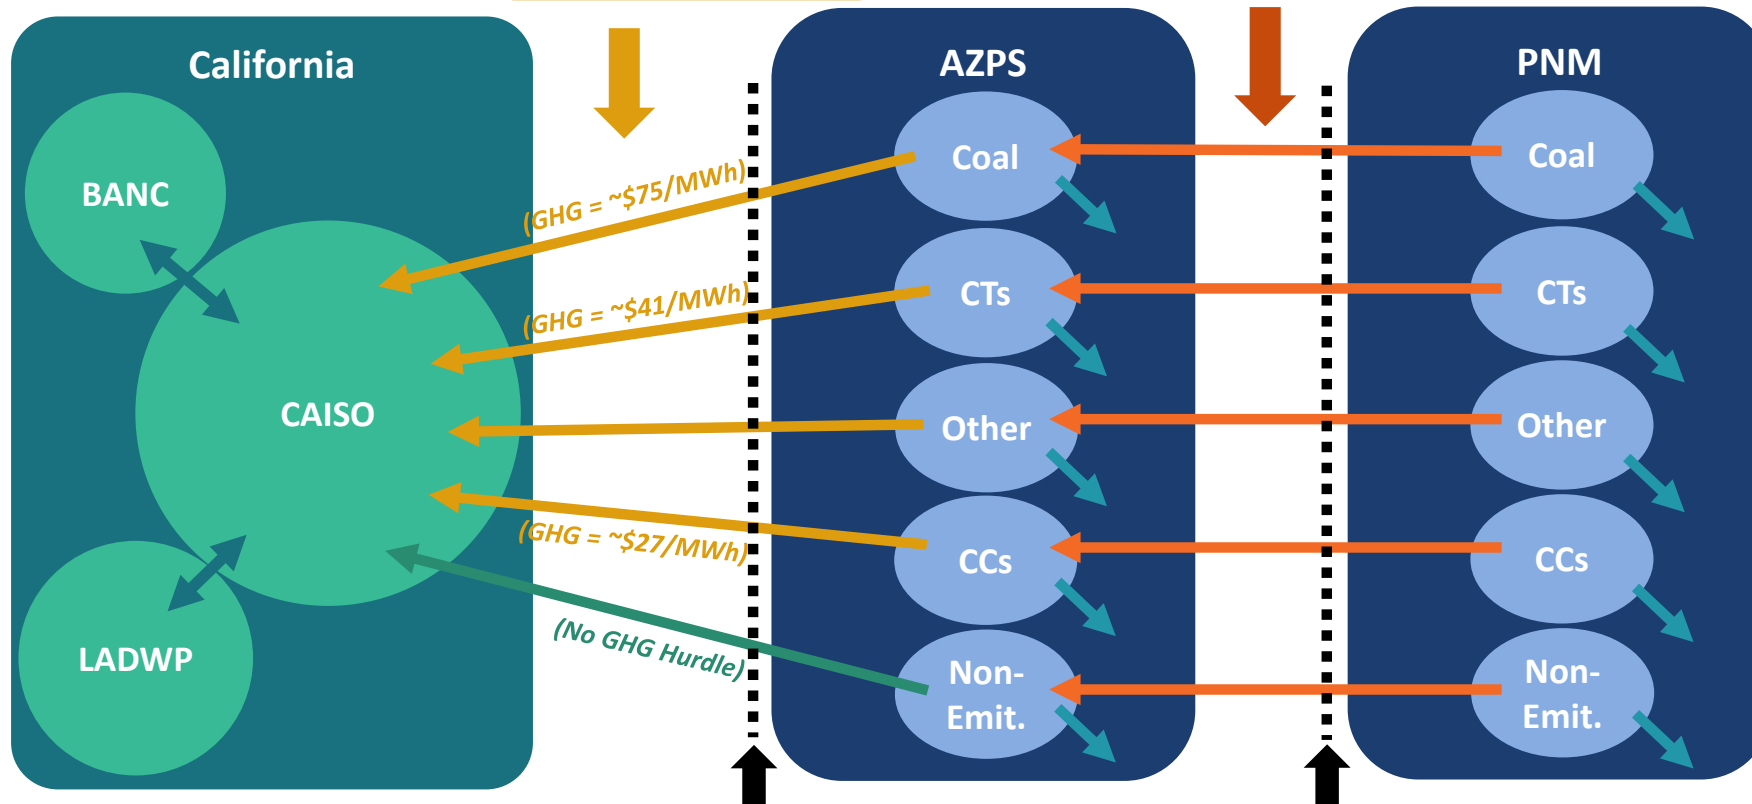 California
AZPS
PNM
BANC
CAISO
LADWP
(GHG = ~$75/MWh)
(GHG = ~$41/MWh)
(GHG = ~$27/MWh)
(No GHG Hurdle)
Coal
CTs
Other
CCs
Non-
Emit.
Coal
CTs
Other
CCs
Non-
Emit.